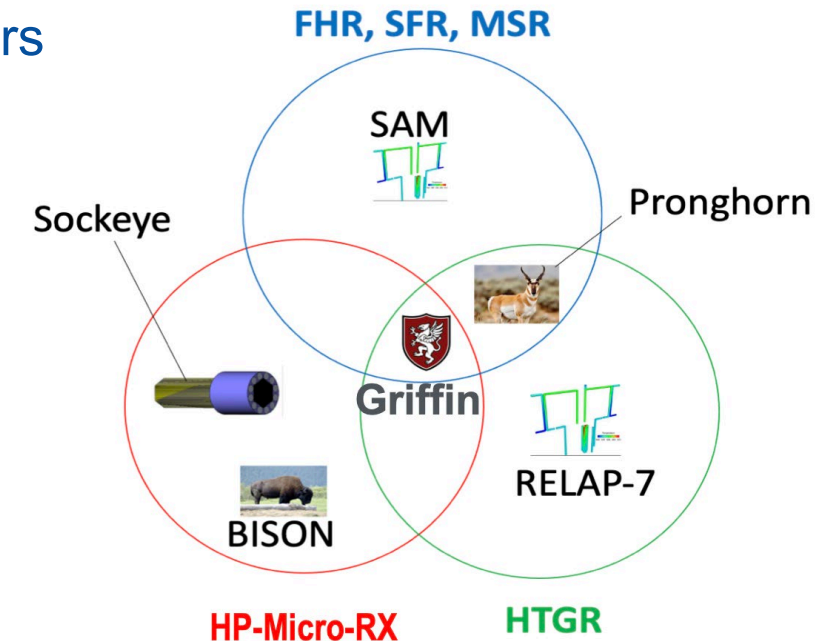 rs
FHR, SFR, MSR
SAM
Sockeye
Pronghorn
Griffin
RELAP-7
BISON
HP-Micro-RX
HTGR